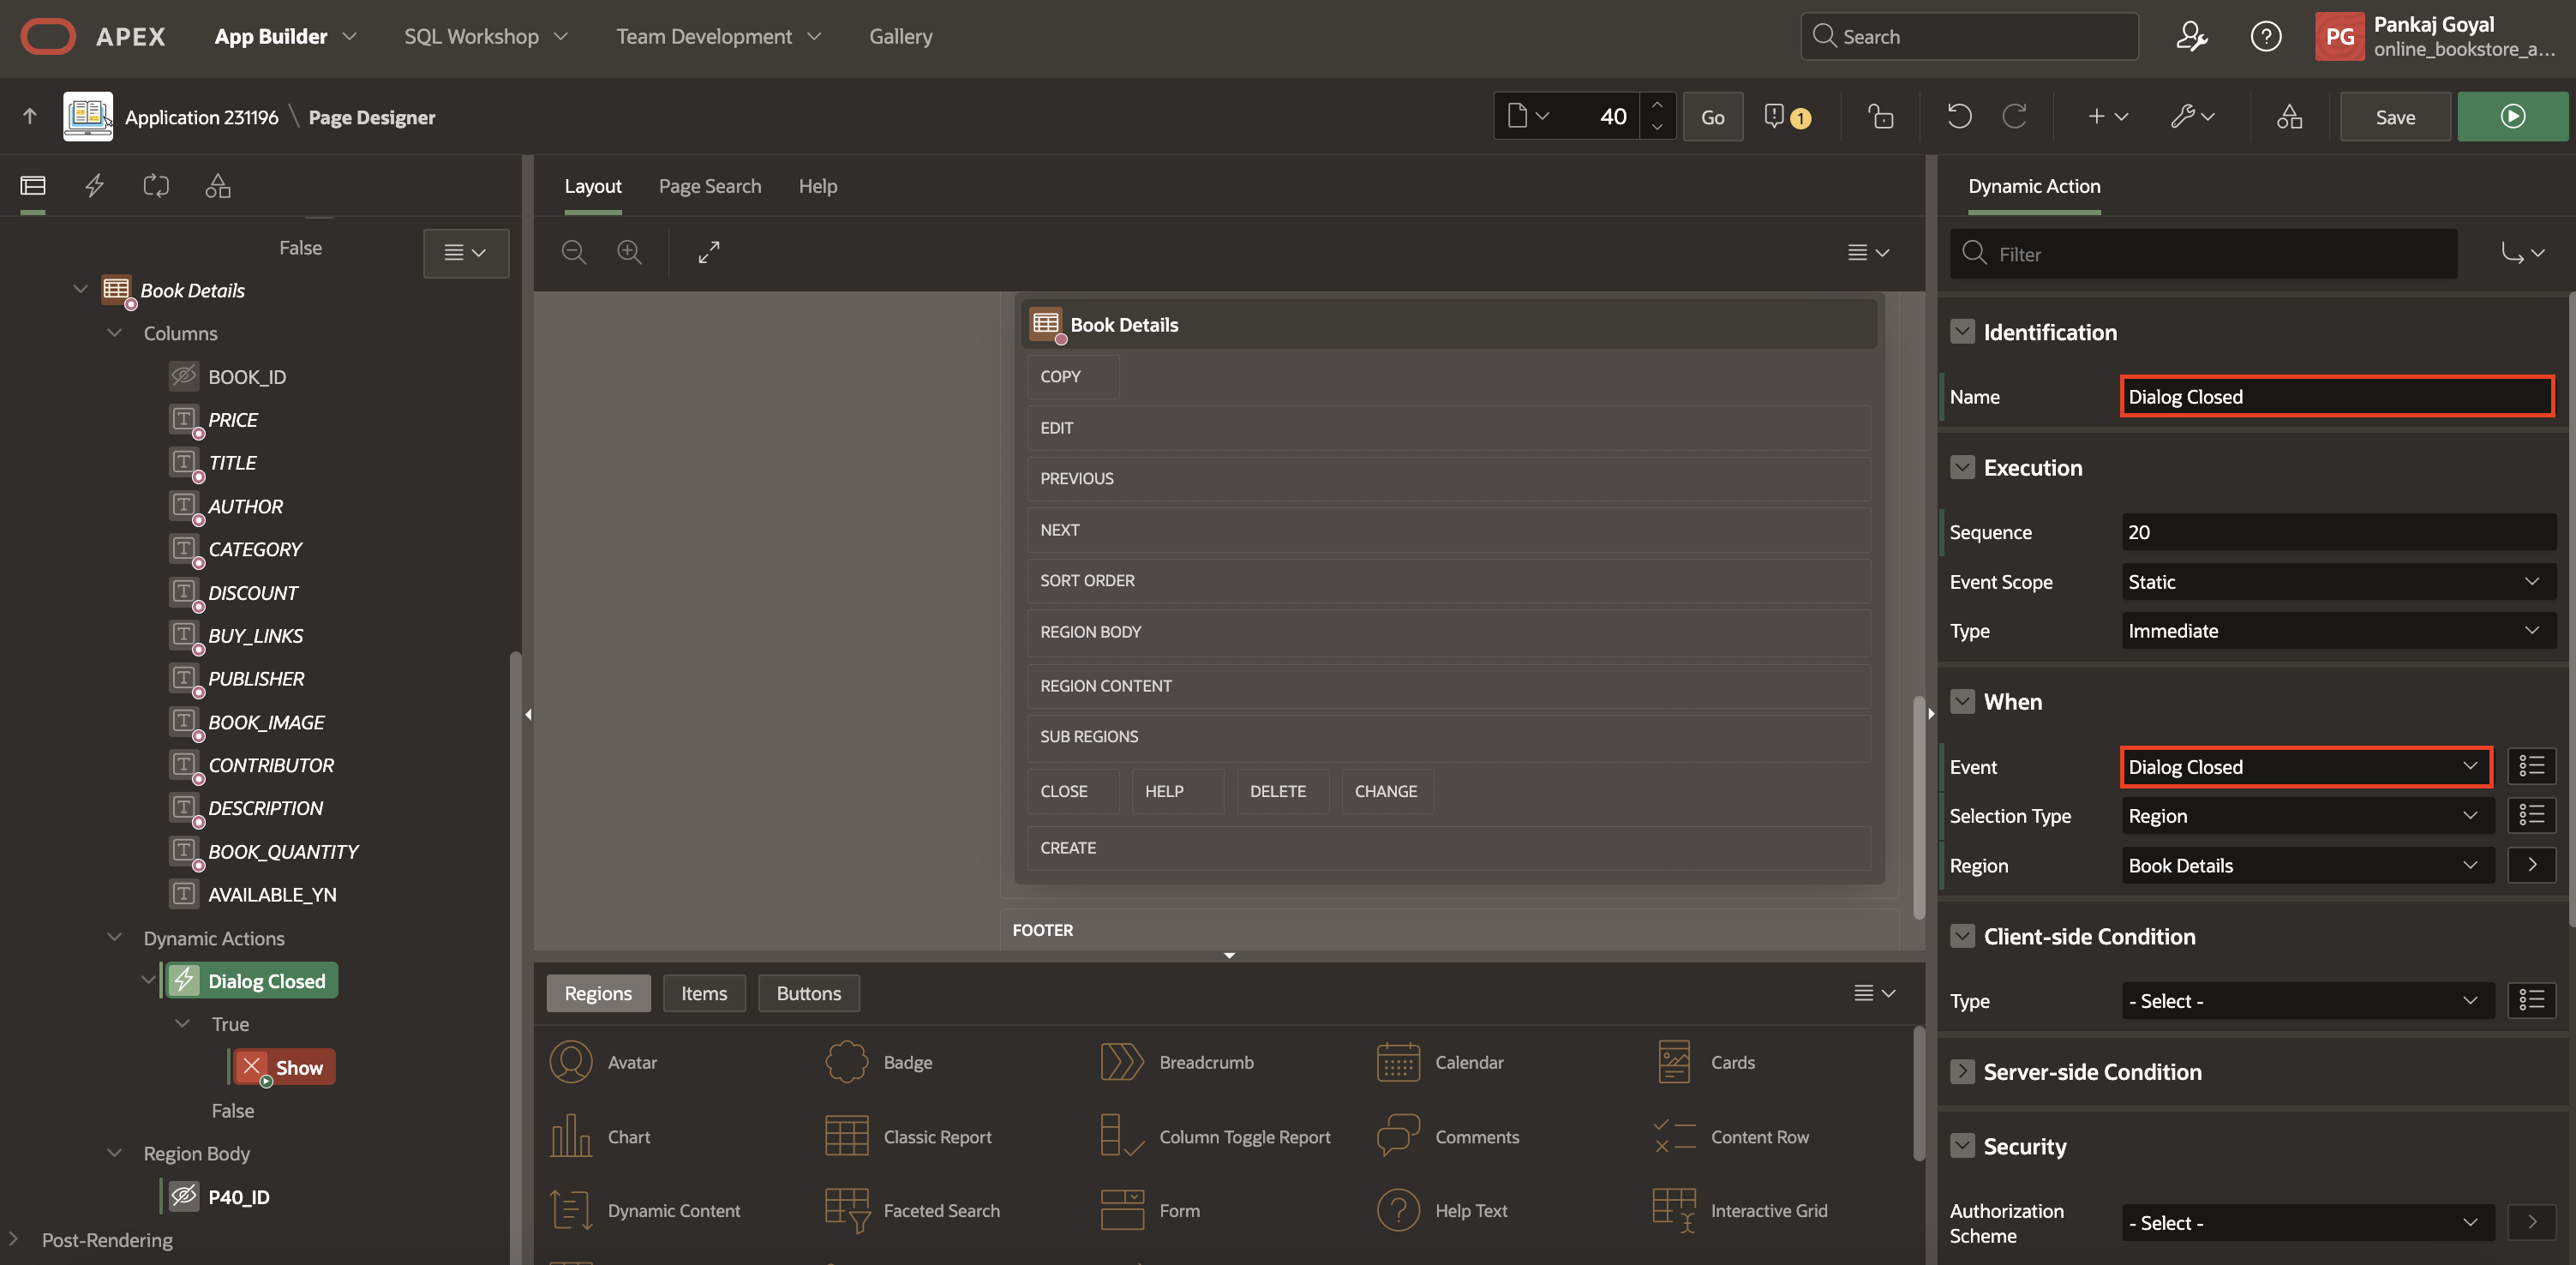 APEX App Builder SQL Workshop Team Development Gallery Search PG Pankaj Goyal
online_bookstore_a...
Application 231196 \ Page Designer 40 Go 1 Save
Layout Page Search Help
Dynamic Action
False
Filter
Book Details
Columns
BOOK_ID
PRICE
TITLE
AUTHOR
CATEGORY
DISCOUNT
BUY_LINKS
PUBLISHER
BOOK_IMAGE
CONTRIBUTOR
DESCRIPTION
BOOK_QUANTITY
AVAILABLE_YN
Dynamic Actions
Dialog Closed
True
Show
False
Region Body
P40_ID
Post-Rendering
Book Details
COPY
EDIT
PREVIOUS
NEXT
SORT ORDER
REGION BODY
REGION CONTENT
SUB REGIONS
CLOSE HELP DELETE CHANGE
CREATE
FOOTER
Regions Items Buttons
Avatar Badge Breadcrumb Calendar Cards
Chart Classic Report Column Toggle Report Comments Content Row
Dynamic Content Faceted Search Form Help Text Interactive Grid
Identification
Name Dialog Closed
Execution
Sequence 20
Event Scope Static
Type Immediate
When
Event Dialog Closed
Selection Type Region
Region Book Details
Client-side Condition
Type - Select -
Server-side Condition
Security
Authorization
Scheme - Select -